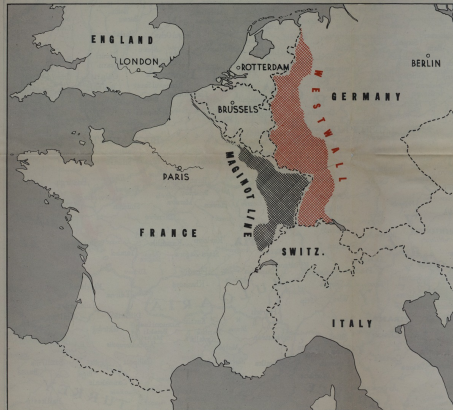 ENGLAND
LONDON
ROTTERDAM
BERLIN
WESTWALL
GERMANY
BRUSSELS
MAGINOT LINE
PARIS
FRANCE
SWITZ.
ITALY